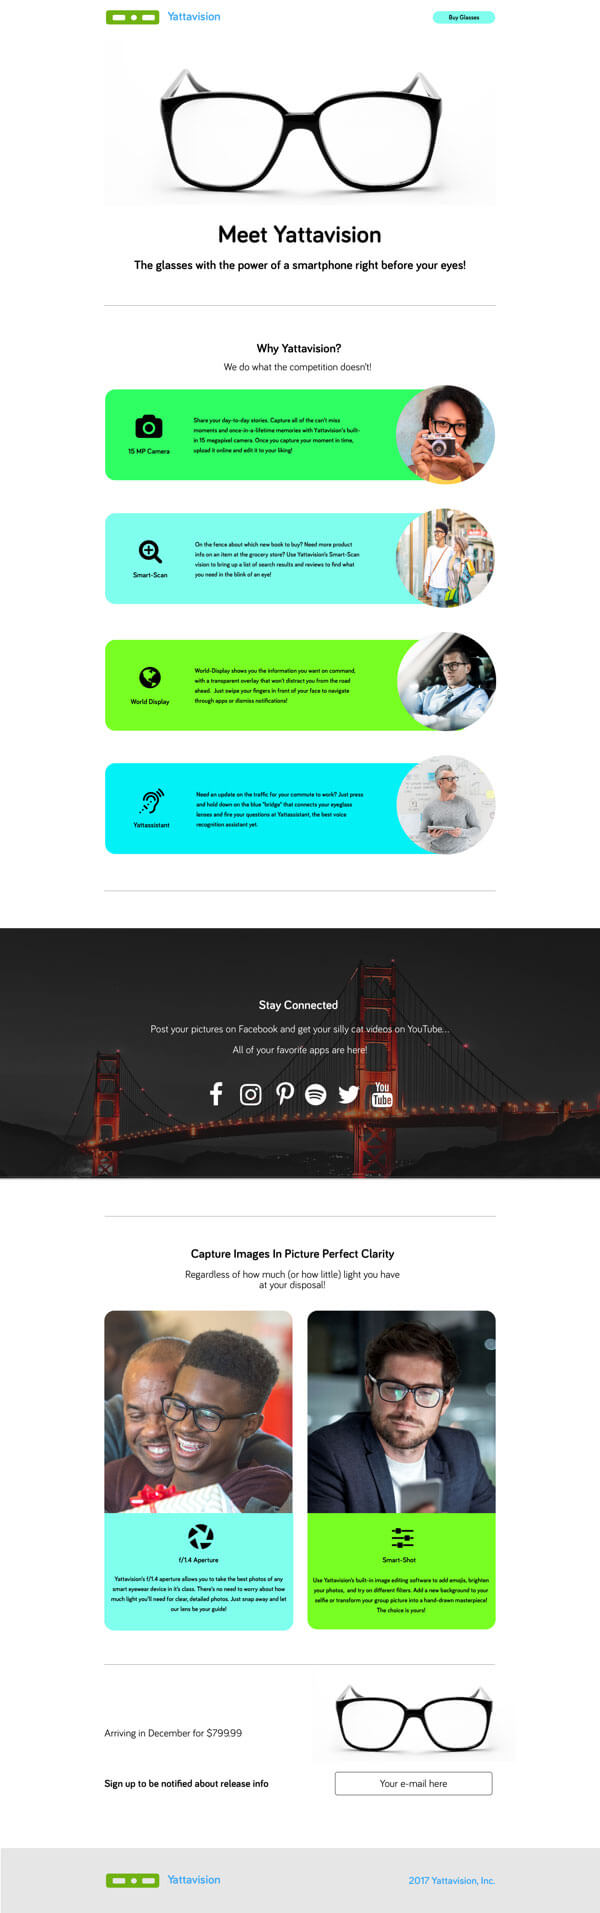 Yattavision
Buy Glasses
Meet Yattavision
The glasses with the power of a smartphone right before your eyes!
Why Yattavision?
We do what the competition doesn't!
15 MP Camera
Share your day-to-day stories. Capture all of the can't miss
moments and once-in-a-lifetime memories with Yattavision's built-
in 15 megapixel camera. Once you capture your moment in time,
upload it online and edit it to your liking!
Smart-Scan
On the fence about which new book to buy? Need more product
info on an item at the grocery store? Use Yattavision's Smart-Scan
vision to bring up a list of search results and reviews to find what
you need in the blink of an eye!
World Display
World-Display shows you the information you want on command,
with a transparent overlay that won't distract you from the road
ahead. Just swipe your fingers in front of your face to navigate
through apps or dismiss notifications!
Yattassistant
Need an update on the traffic for your commute to work? Just press
and hold down on the blue "bridge" that connects your eyeglass
lenses and fire your questions at Yattassistant, the best voice
recognition assistant yet.
Stay Connected
Post your pictures on Facebook and get your silly cat videos on YouTube...
All of your favorite apps are here!
You
Tube
Capture Images In Picture Perfect Clarity
Regardless of how much (or how little) light you have
at your disposal!
f/1.4 Aperture
Yattavision's f/1.4 aperture allows you to take the best photos of any
smart eyewear device in it's class. There's no need to worry about how
much light you'll need for clear, detailed photos. Just snap away and let
our lens be your guide!
Smart-Shot
Use Yattavision's built-in image editing software to add emojis, brighten
your photos, and try on different filters. Add a new background to your
selfie or transform your group picture into a hand-drawn masterpiece!
The choice is yours!
Arriving in December for $799.99
Sign up to be notified about release info
Your e-mail here
Yattavision
2017 Yattavision, Inc.